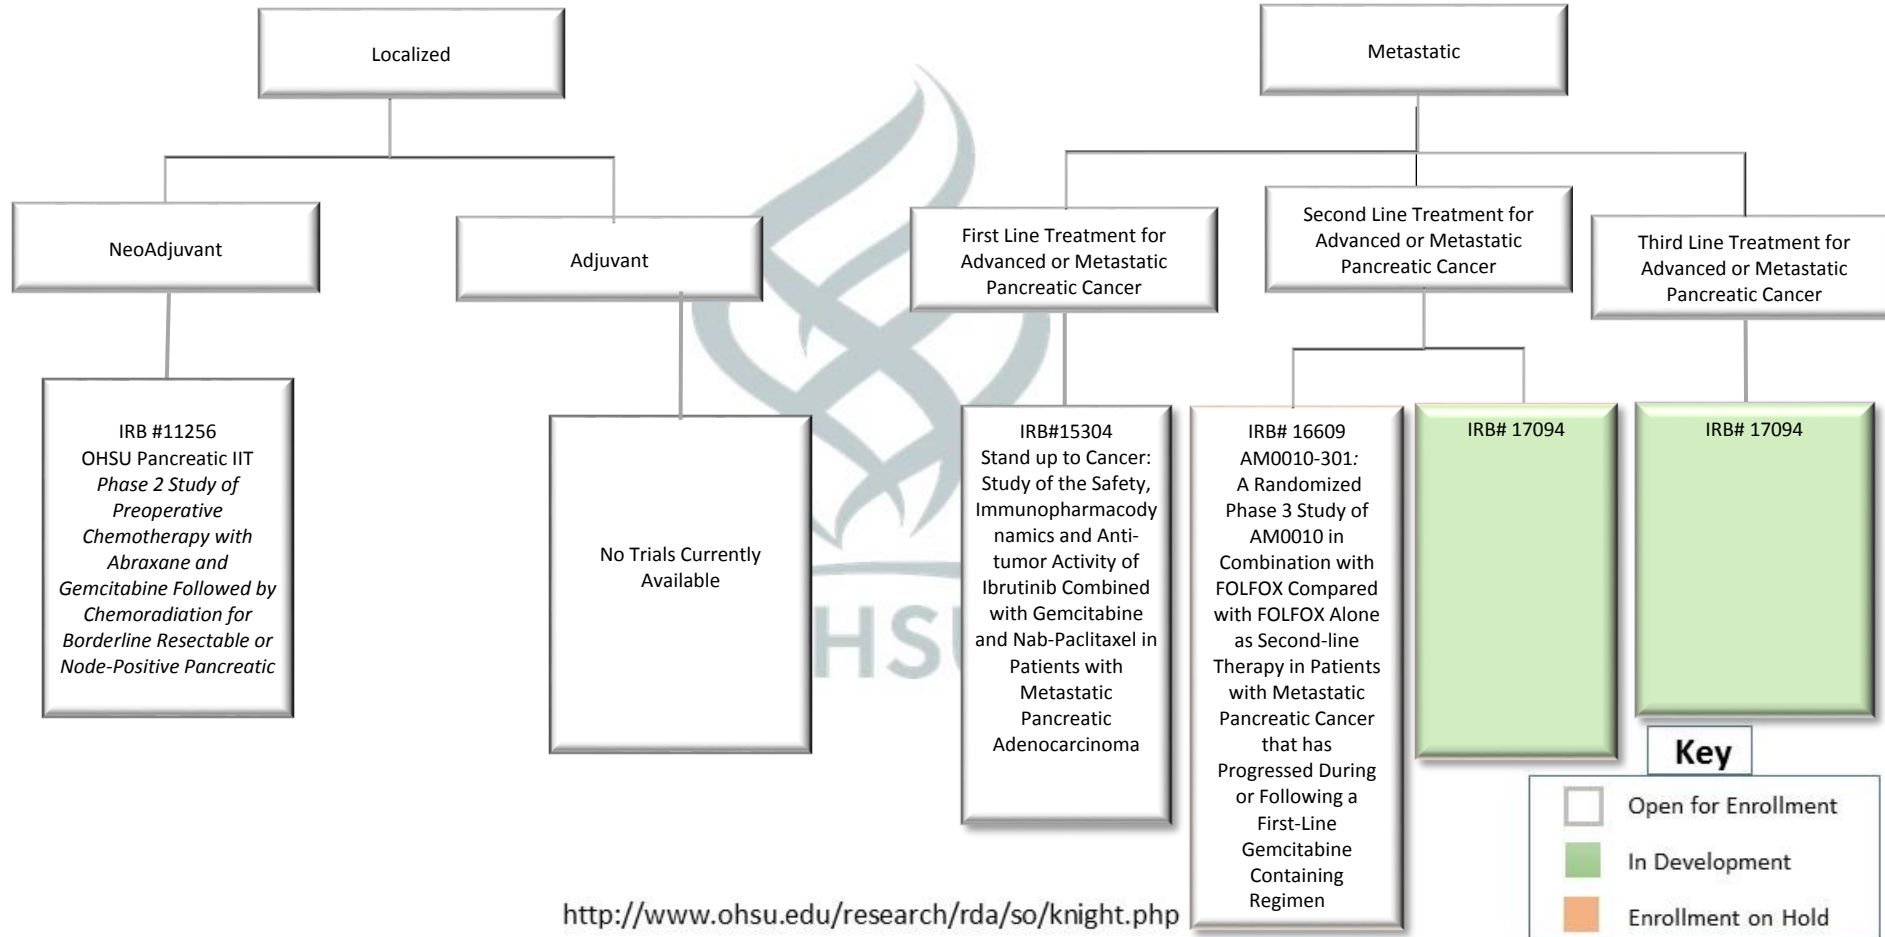 Localized
Metastatic
NeoAdjuvant
Adjuvant
First Line Treatment for
Advanced or Metastatic
Pancreatic Cancer
Second Line Treatment for
Advanced or Metastatic
Pancreatic Cancer
Third Line Treatment for
Advanced or Metastatic
Pancreatic Cancer
IRB #11256
OHSU Pancreatic IIT
Phase 2 Study of
Preoperative
Chemotherapy with
Abraxane and
Gemcitabine Followed by
Chemoradiation for
Borderline Resectable or
Node-Positive Pancreatic
No Trials Currently
Available
IRB#15304
Stand up to Cancer:
Study of the Safety,
Immunopharmacody
namics and Anti-
tumor Activity of
Ibrutinib Combined
with Gemcitabine
and Nab-Paclitaxel in
Patients with
Metastatic
Pancreatic
Adenocarcinoma
IRB# 16609
AM0010-301:
A Randomized
Phase 3 Study of
AM0010 in
Combination with
FOLFOX Compared
with FOLFOX Alone
as Second-line
Therapy in Patients
with Metastatic
Pancreatic Cancer
that has
Progressed During
or Following a
First-Line
Gemcitabine
Containing
Regimen
IRB# 17094
IRB# 17094
HSU
Key
Open for Enrollment
In Development
Enrollment on Hold
http://www.ohsu.edu/research/rda/so/knight.php